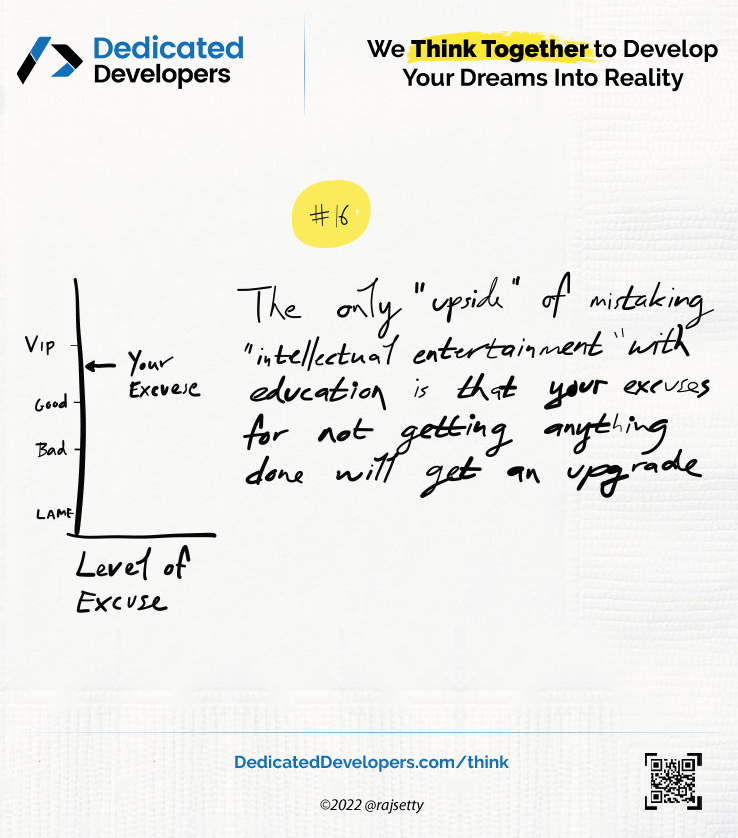 Dedicated
Developers
We Think Together to Develop
Your Dreams Into Reality
#16
The only "upside" of mistaking
"intellectual entertainment" with
education is that your excuses
for not getting anything
done will get an upgrade
VIP
Your
Excuese
Good
Bad
LAME
Level of
Excuse
DedicatedDevelopers.com/think
©2022 @rajsetty